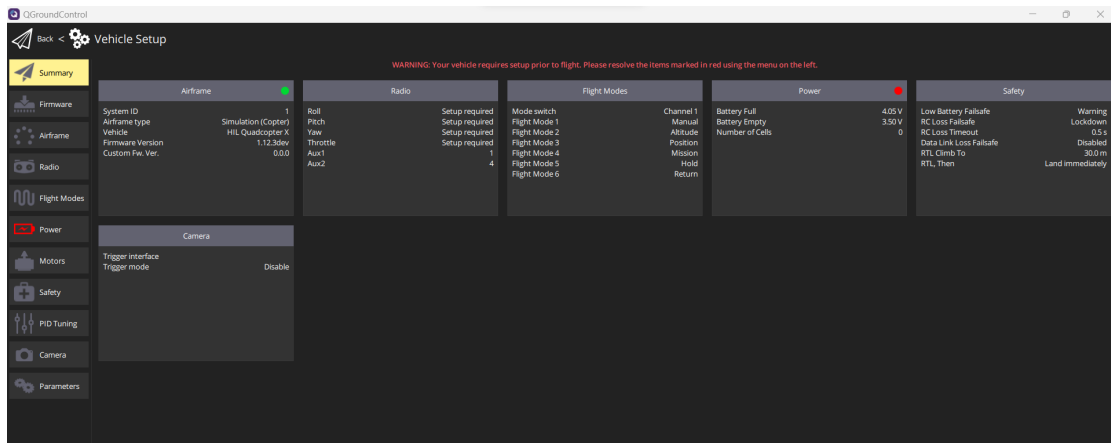 QGroundControl
Back < Vehicle Setup
WARNING: Your vehicle requires setup prior to flight. Please resolve the items marked in red using the menu on the left.
Summary
Firmware
Airframe
Radio
Flight Modes
Power
Motors
Safety
PID Tuning
Camera
Parameters
Airframe
System ID 1
Airframe type Simulation (Copter)
Vehicle HIL Quadcopter X
Firmware Version 1.12.3dev
Custom Fw. Ver. 0.0.0
Radio
Roll Setup required
Pitch Setup required
Yaw Setup required
Throttle Setup required
Aux1 1
Aux2 4
Flight Modes
Mode switch Channel 1
Flight Mode 1 Manual
Flight Mode 2 Altitude
Flight Mode 3 Position
Flight Mode 4 Mission
Flight Mode 5 Hold
Flight Mode 6 Return
Power
Battery Full 4.05 V
Battery Empty 3.50 V
Number of Cells 0
Safety
Low Battery Failsafe Warning
RC Loss Failsafe Lockdown
RC Loss Timeout 0.5 s
Data Link Loss Failsafe Disabled
RTL Climb To 30.0 m
RTL, Then Land immediately
Camera
Trigger interface
Trigger mode Disable